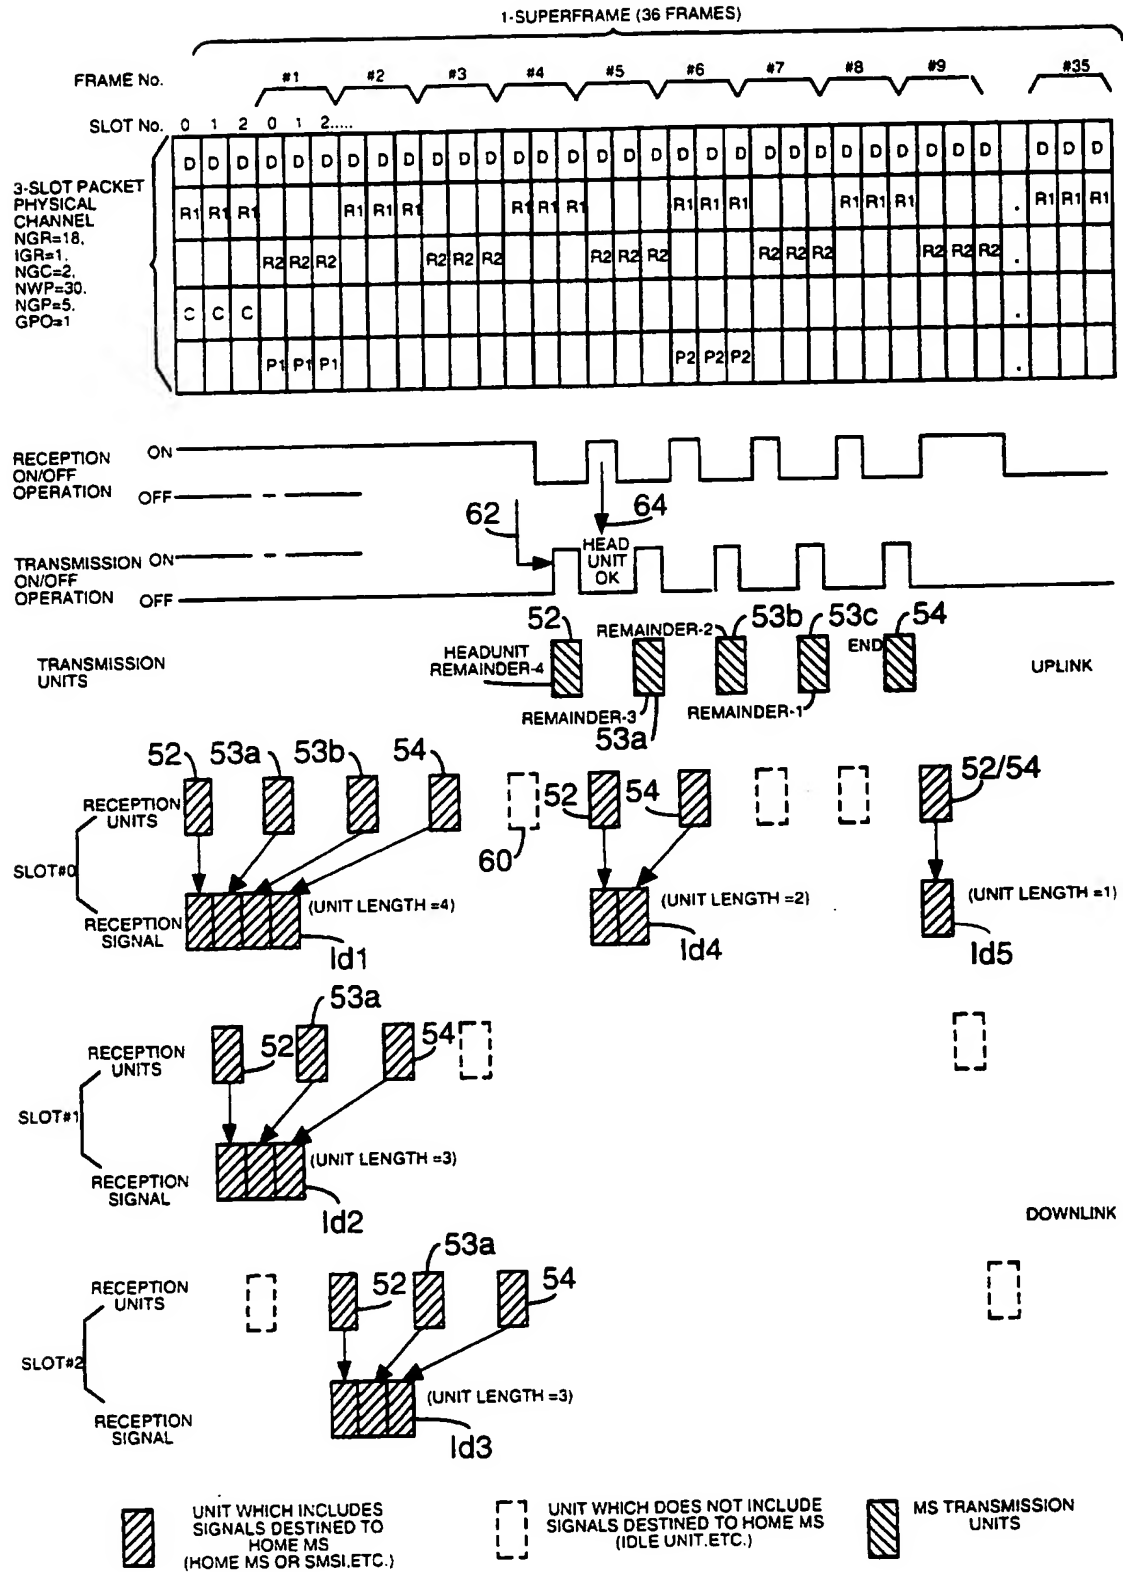 1-SUPERFRAME (36 FRAMES)
FRAME No. #1 #2 #3 #4 #5 #6 #7 #8 #9 #35
SLOT No. 0 1 2 0 1 2.....
3-SLOT PACKET
PHYSICAL
CHANNEL
NGR=18,
IGR=1,
NGC=2,
NWP=30,
NGP=5,
GPO=1
D D D D D D D D D D D D D D D D D D D D D D D D D D D D D D D D
R1 R1 R1 R1 R1 R1 R1 R1 R1 R1 R1 R1 R1 R1 R1 . R1 R1 R1
R2 R2 R2 R2 R2 R2 R2 R2 R2 R2 R2 R2 R2 R2 R2 .
C C C .
P1 P1 P1 P2 P2 P2 .
RECEPTION
ON/OFF
OPERATION
ON
OFF
62
64
HEAD
UNIT
OK
TRANSMISSION
ON/OFF
OPERATION
ON
OFF
TRANSMISSION
UNITS
HEADUNIT
REMAINDER-4
52
REMAINDER-2
53b
53c
END
54
UPLINK
REMAINDER-3
53a
REMAINDER-1
52 53a 53b 54
52 54
52/54
60
SLOT#0
RECEPTION
UNITS
RECEPTION
SIGNAL
(UNIT LENGTH =4)
Id1
(UNIT LENGTH =2)
Id4
(UNIT LENGTH =1)
Id5
SLOT#1
RECEPTION
UNITS
52
53a
54
RECEPTION
SIGNAL
(UNIT LENGTH =3)
Id2
DOWNLINK
SLOT#2
RECEPTION
UNITS
52
53a
54
RECEPTION
SIGNAL
(UNIT LENGTH =3)
Id3
UNIT WHICH INCLUDES
SIGNALS DESTINED TO
HOME MS
(HOME MS OR SMSI.ETC.)
UNIT WHICH DOES NOT INCLUDE
SIGNALS DESTINED TO HOME MS
(IDLE UNIT.ETC.)
MS TRANSMISSION
UNITS